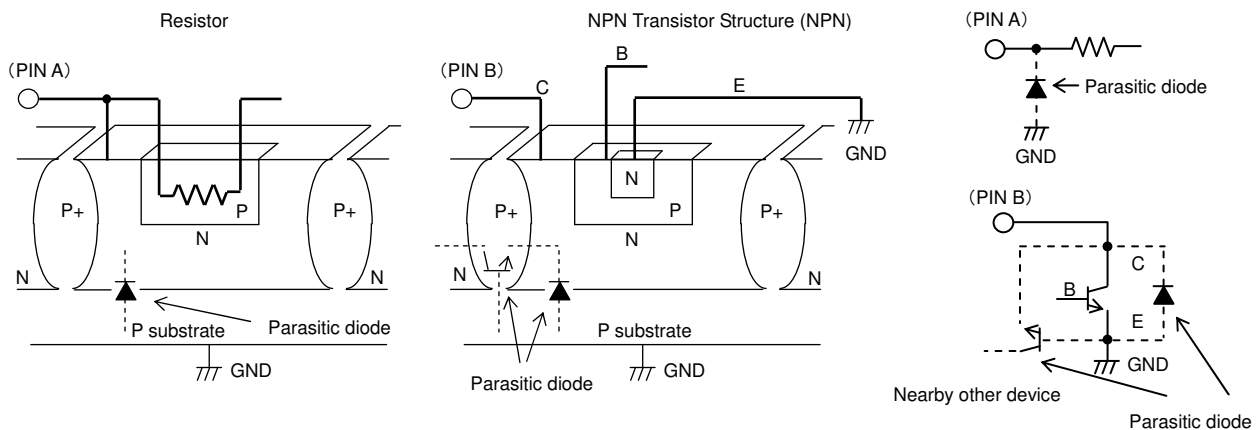 Resistor
(PIN A)
P+
P
P+
N
N
N
P substrate
Parasitic diode
GND
NPN Transistor Structure (NPN)
(PIN B)
B
C
E
GND
N
P+
P
P+
N
N
N
P substrate
Parasitic diode
GND
(PIN A)
Parasitic diode
GND
(PIN B)
C
B
E
GND
Nearby other device
Parasitic diode